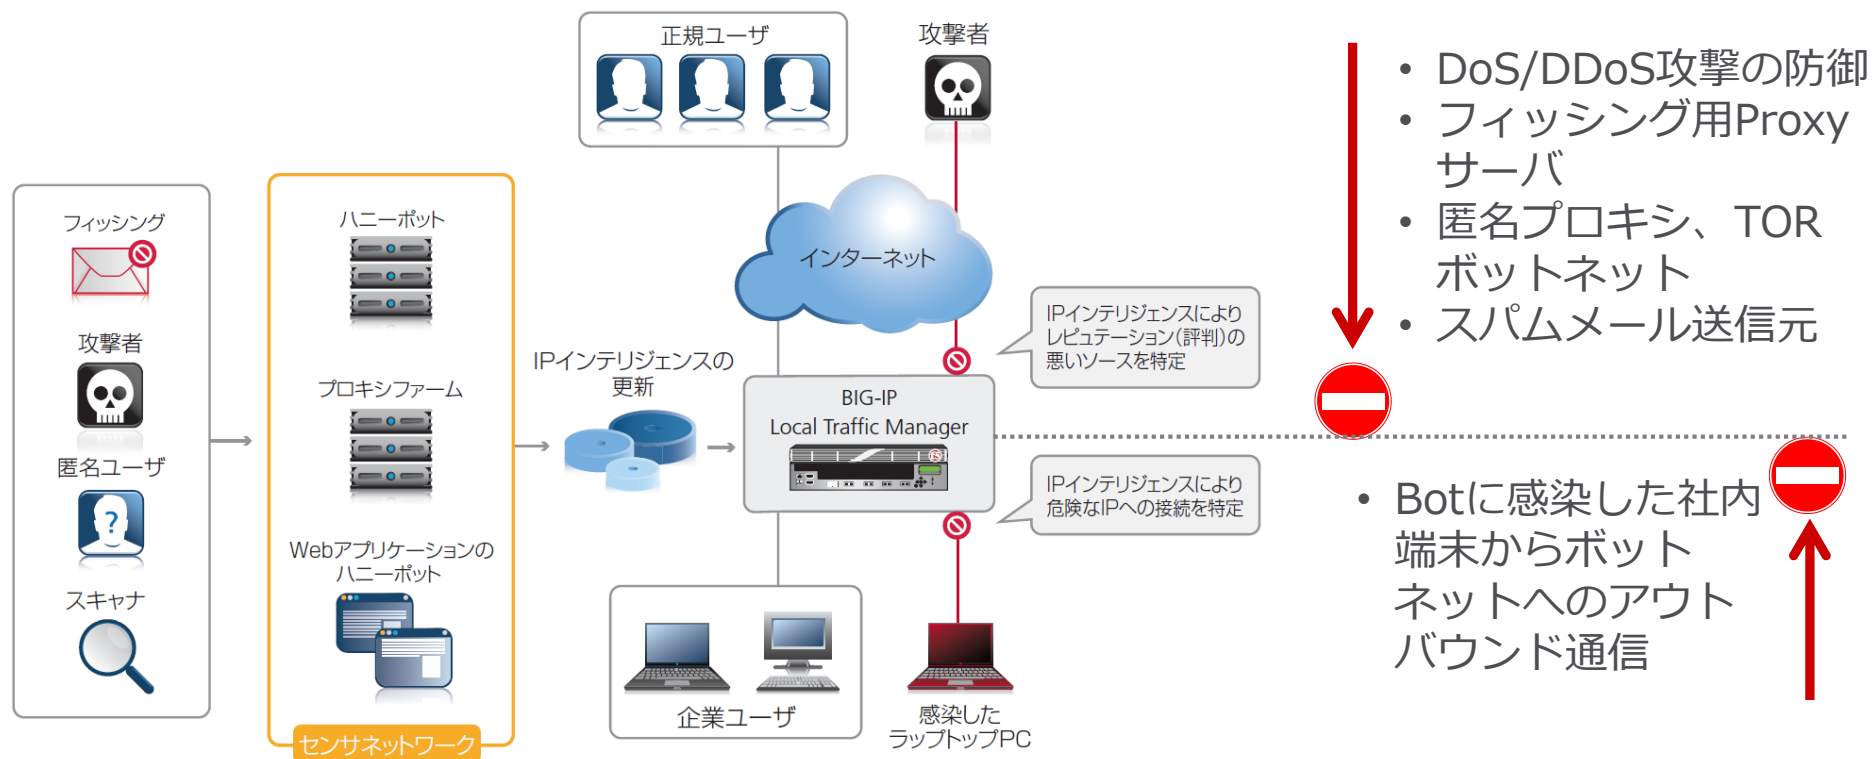 正規ユーザ
攻撃者
フィッシング
攻撃者
匿名ユーザ
?
スキャナ
ハニーポット
プロキシファーム
Webアプリケーションの
ハニーポット
センサネットワーク
IPインテリジェンスの
更新
インターネット
IPインテリジェンスにより
レピュテーション(評判)の
悪いソースを特定
BIG-IP
Local Traffic Manager
IPインテリジェンスにより
危険なIPへの接続を特定
企業ユーザ
感染した
ラップトップPC
• DoS/DDoS攻撃の防御
• フィッシング用Proxy
サーバ
• 匿名プロキシ、TOR
ボットネット
• スパムメール送信元
• Botに感染した社内
端末からボット
ネットへのアウト
バウンド通信